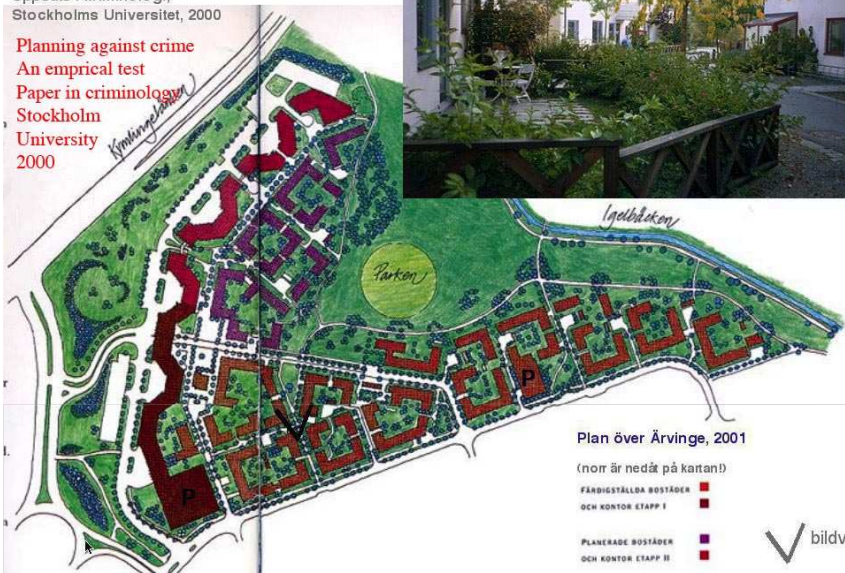 Stockholms Universitet, 2000
Planning against crime
An emprical test
Paper in criminology
Stockholm
University
2000
Igelbäcken
Parken
P
P
Plan över Ärvinge, 2001
(norr är nedåt på kartan!)
FÄRDIGSTÄLLDA BOSTÄDER
OCH KONTOR ETAPP I
PLANERADE BOSTÄDER
OCH KONTOR ETAPP II
bildv